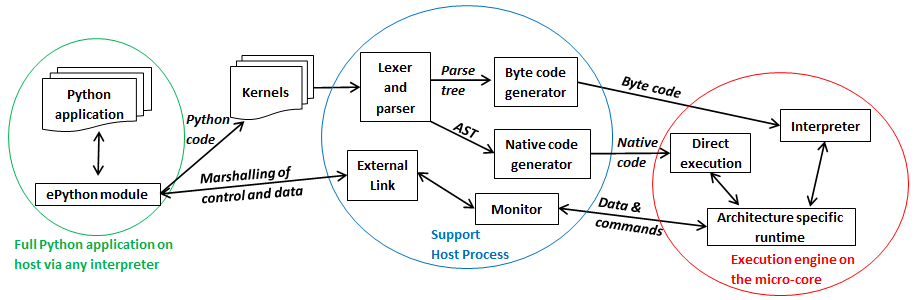 Python
application
ePython module
Full Python application on
host via any interpreter
Python
code
Kernels
Marshalling of
control and data
Lexer
and
parser
Parse
tree
Byte code
generator
AST
Native code
generator
External
Link
Monitor
Support
Host Process
Byte code
Native
code
Data &
commands
Interpreter
Direct
execution
Architecture specific
runtime
Execution engine on
the micro-core